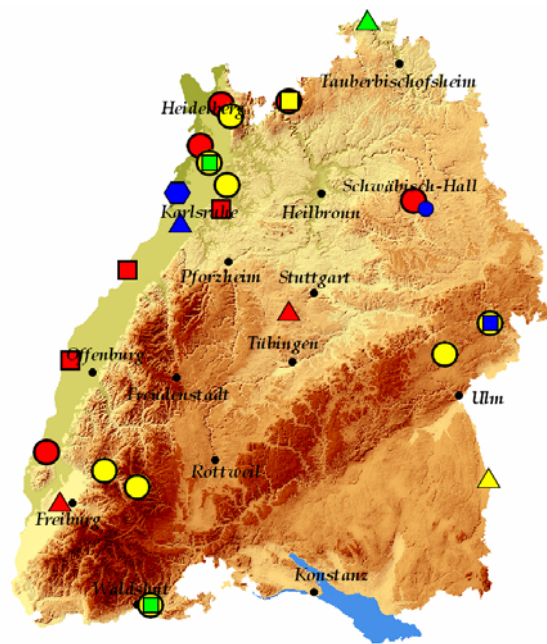 Tauberbischofsheim
Heidelberg
Schwäbisch-Hall
Karlsruhe
Heilbronn
Pforzheim
Stuttgart
Tübingen
Offenburg
Freudenstadt
Ulm
Rottweil
Freiburg
Konstanz
Waldshut